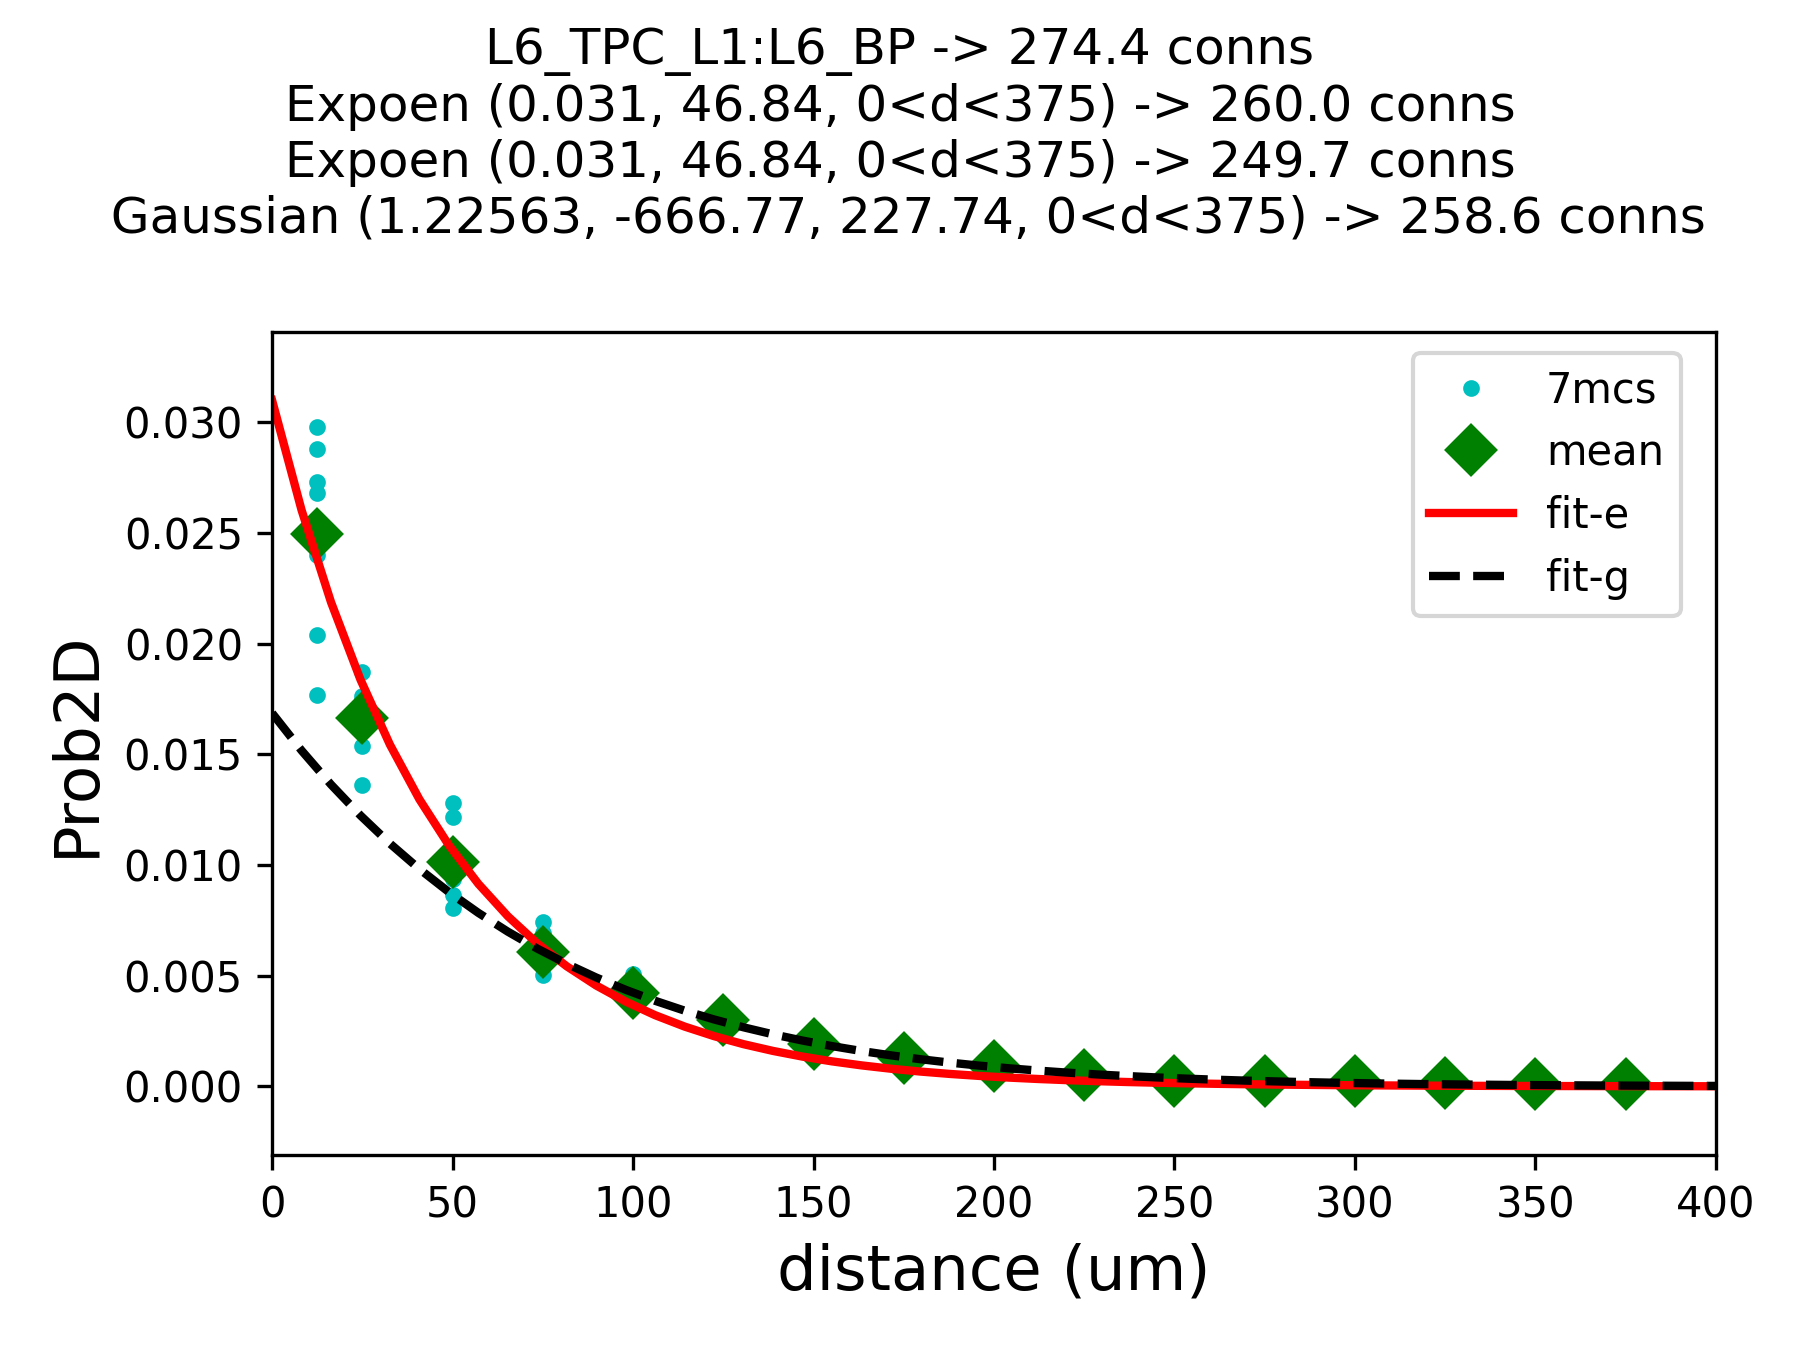 L6_TPC_L1:L6_BP -> 274.4 conns
Expoen (0.031, 46.84, 0<d<375) -> 260.0 conns
Expoen (0.031, 46.84, 0<d<375) -> 249.7 conns
Gaussian (1.22563, -666.77, 227.74, 0<d<375) -> 258.6 conns
7mcs
mean
fit-e
fit-g
Prob2D
0.030
0.025
0.020
0.015
0.010
0.005
0.000
0 50 100 150 200 250 300 350 400
distance (um)